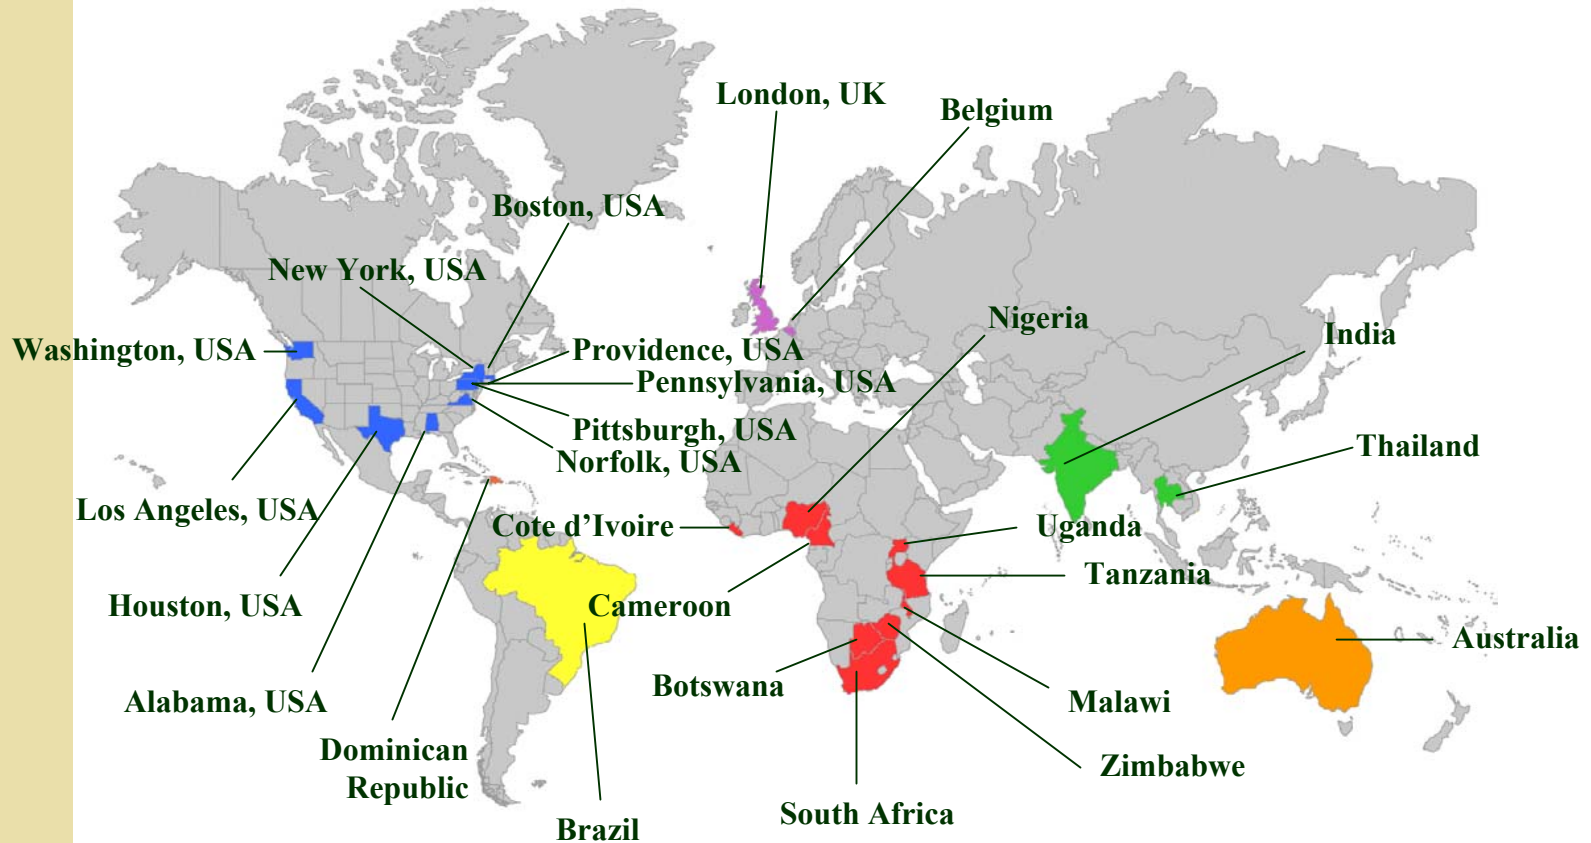 London, UK
Belgium
Boston, USA
New York, USA
Nigeria
India
Washington, USA
Providence, USA
Pennsylvania, USA
Pittsburgh, USA
Norfolk, USA
Thailand
Los Angeles, USA
Cote d’Ivoire
Uganda
Tanzania
Houston, USA
Cameroon
Australia
Botswana
Malawi
Alabama, USA
Dominican
Republic
Zimbabwe
South Africa
Brazil